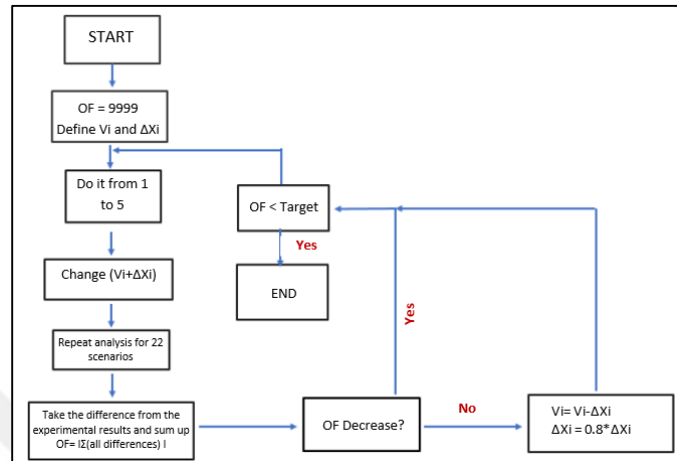 START
OF = 9999
Define Vi and ΔXi
Do it from 1
to 5
Change (Vi+ΔXi)
Repeat analysis for 22
scenarios
Take the difference from the
experimental results and sum up
OF= IΣ(all differences) I
OF Decrease?
Yes
No
Vi= Vi-ΔXi
ΔXi = 0.8*ΔXi
OF < Target
Yes
END